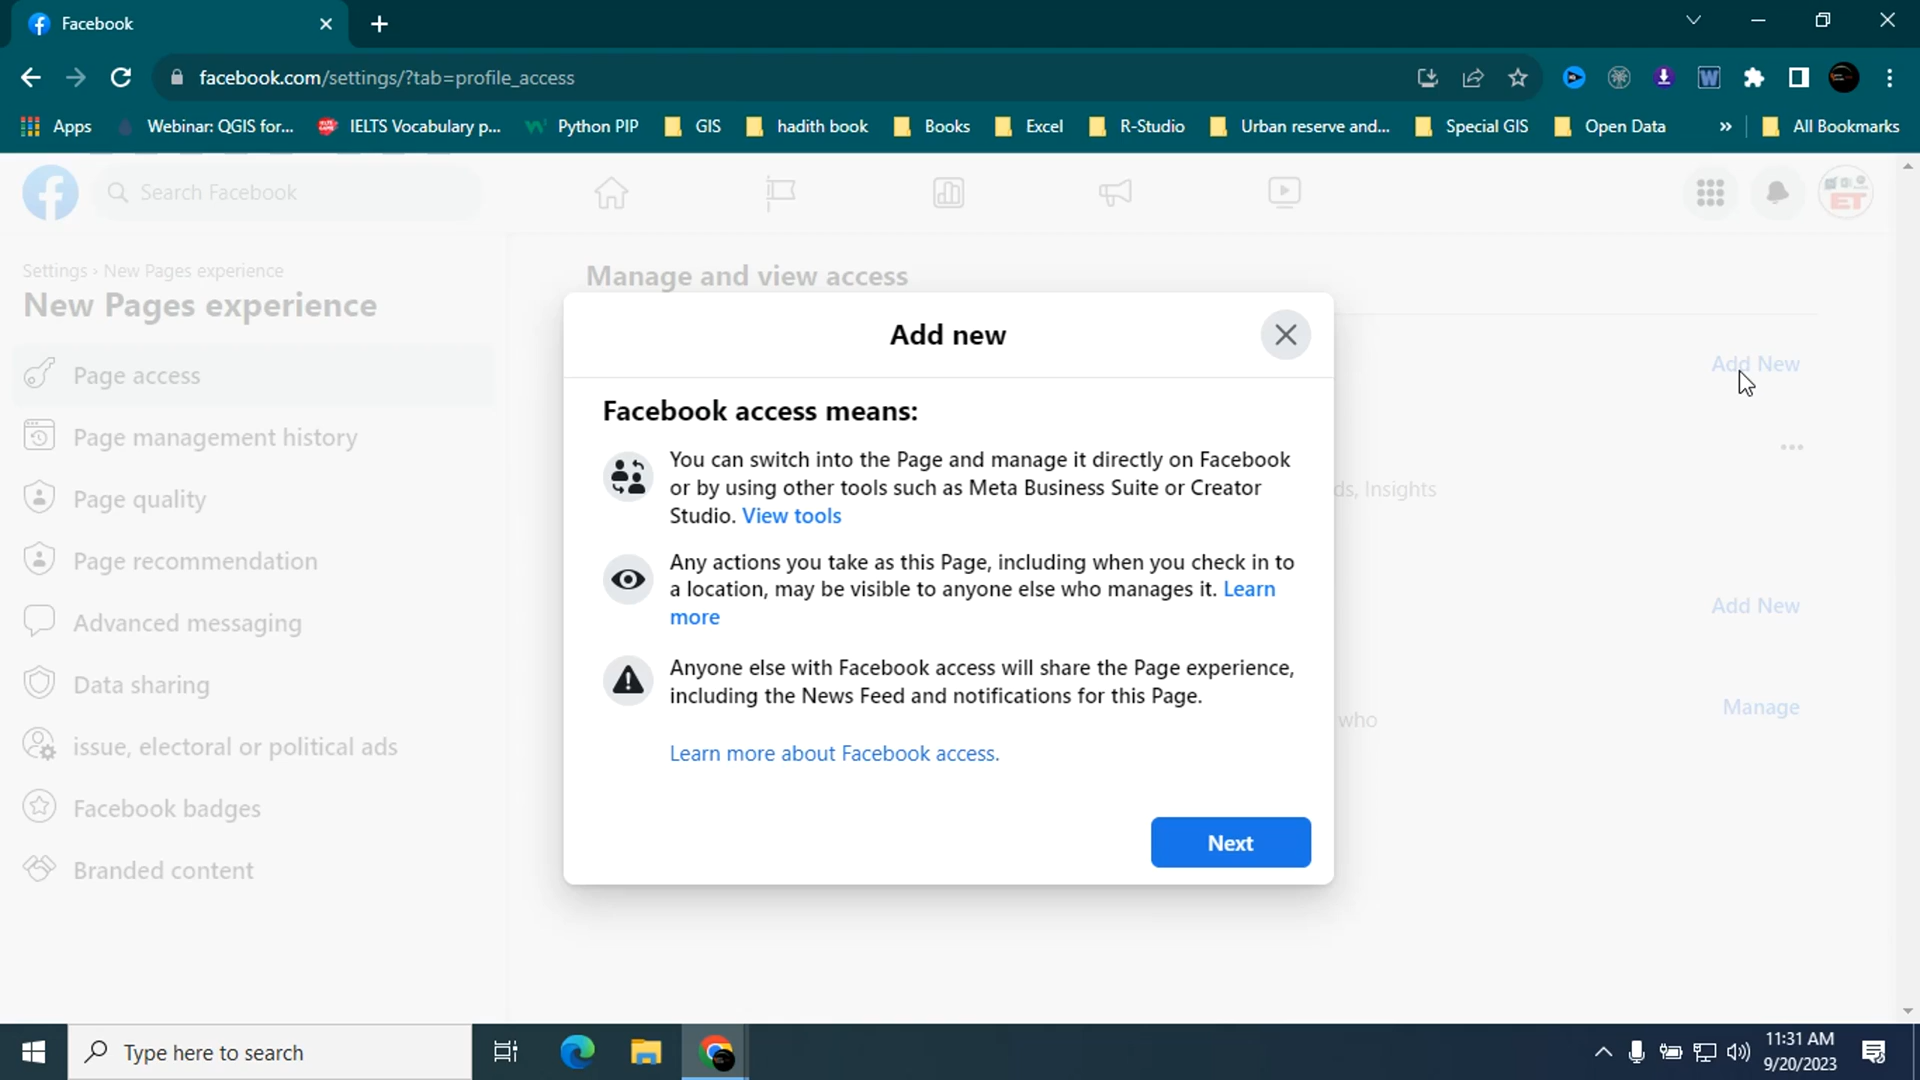 Facebook
facebook.com/settings/?tab=profile_access
Apps
Webinar: QGIS for...
IELTS Vocabulary p...
Python PIP
GIS
hadith book
Books
Excel
R-Studio
Urban reserve and...
Special GIS
Open Data
»
All Bookmarks
Search Facebook
ET
Settings › New Pages experience
New Pages experience
Page access
Page management history
Page quality
Page recommendation
Advanced messaging
Data sharing
issue, electoral or political ads
Facebook badges
Branded content
Manage and view access
Add New
ds, Insights
Add New
who
Manage
Add new
Facebook access means:
You can switch into the Page and manage it directly on Facebook
or by using other tools such as Meta Business Suite or Creator
Studio. View tools
Any actions you take as this Page, including when you check in to
a location, may be visible to anyone else who manages it. Learn
more
Anyone else with Facebook access will share the Page experience,
including the News Feed and notifications for this Page.
Learn more about Facebook access.
Next
Type here to search
11:31 AM
9/20/2023